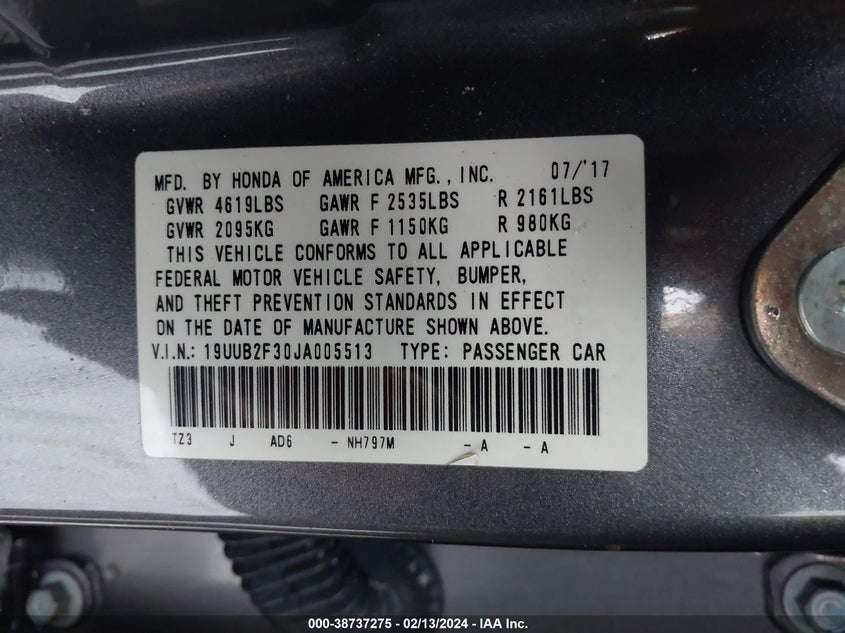 MFD. BY HONDA OF AMERICA MFG., INC. 07/'17
GVWR 4619LBS GAWR F 2535LBS R 2161LBS
GVWR 2095KG GAWR F 1150KG R 980KG
THIS VEHICLE CONFORMS TO ALL APPLICABLE
FEDERAL MOTOR VEHICLE SAFETY, BUMPER,
AND THEFT PREVENTION STANDARDS IN EFFECT
ON THE DATE OF MANUFACTURE SHOWN ABOVE.
V.I.N.: 19UUB2F30JA005513 TYPE: PASSENGER CAR
TZ3 J AD6 - NH797M - A - A
000-38737275 - 02/13/2024 - IAA Inc.